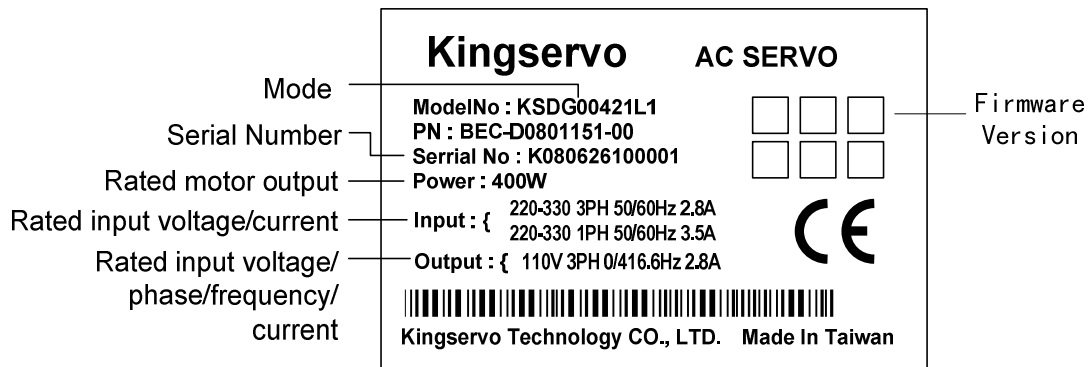 Kingservo AC SERVO
Mode
ModelNo : KSDG00421L1
PN : BEC-D0801151-00
Serial Number
Serrial No : K080626100001
Rated motor output
Power : 400W
Rated input voltage/current
Input : { 220-330 3PH 50/60Hz 2.8A
220-330 1PH 50/60Hz 3.5A
Rated input voltage/
phase/frequency/
current
Output : { 110V 3PH 0/416.6Hz 2.8A
Kingservo Technology CO., LTD. Made In Taiwan
Firmware
Version
CE